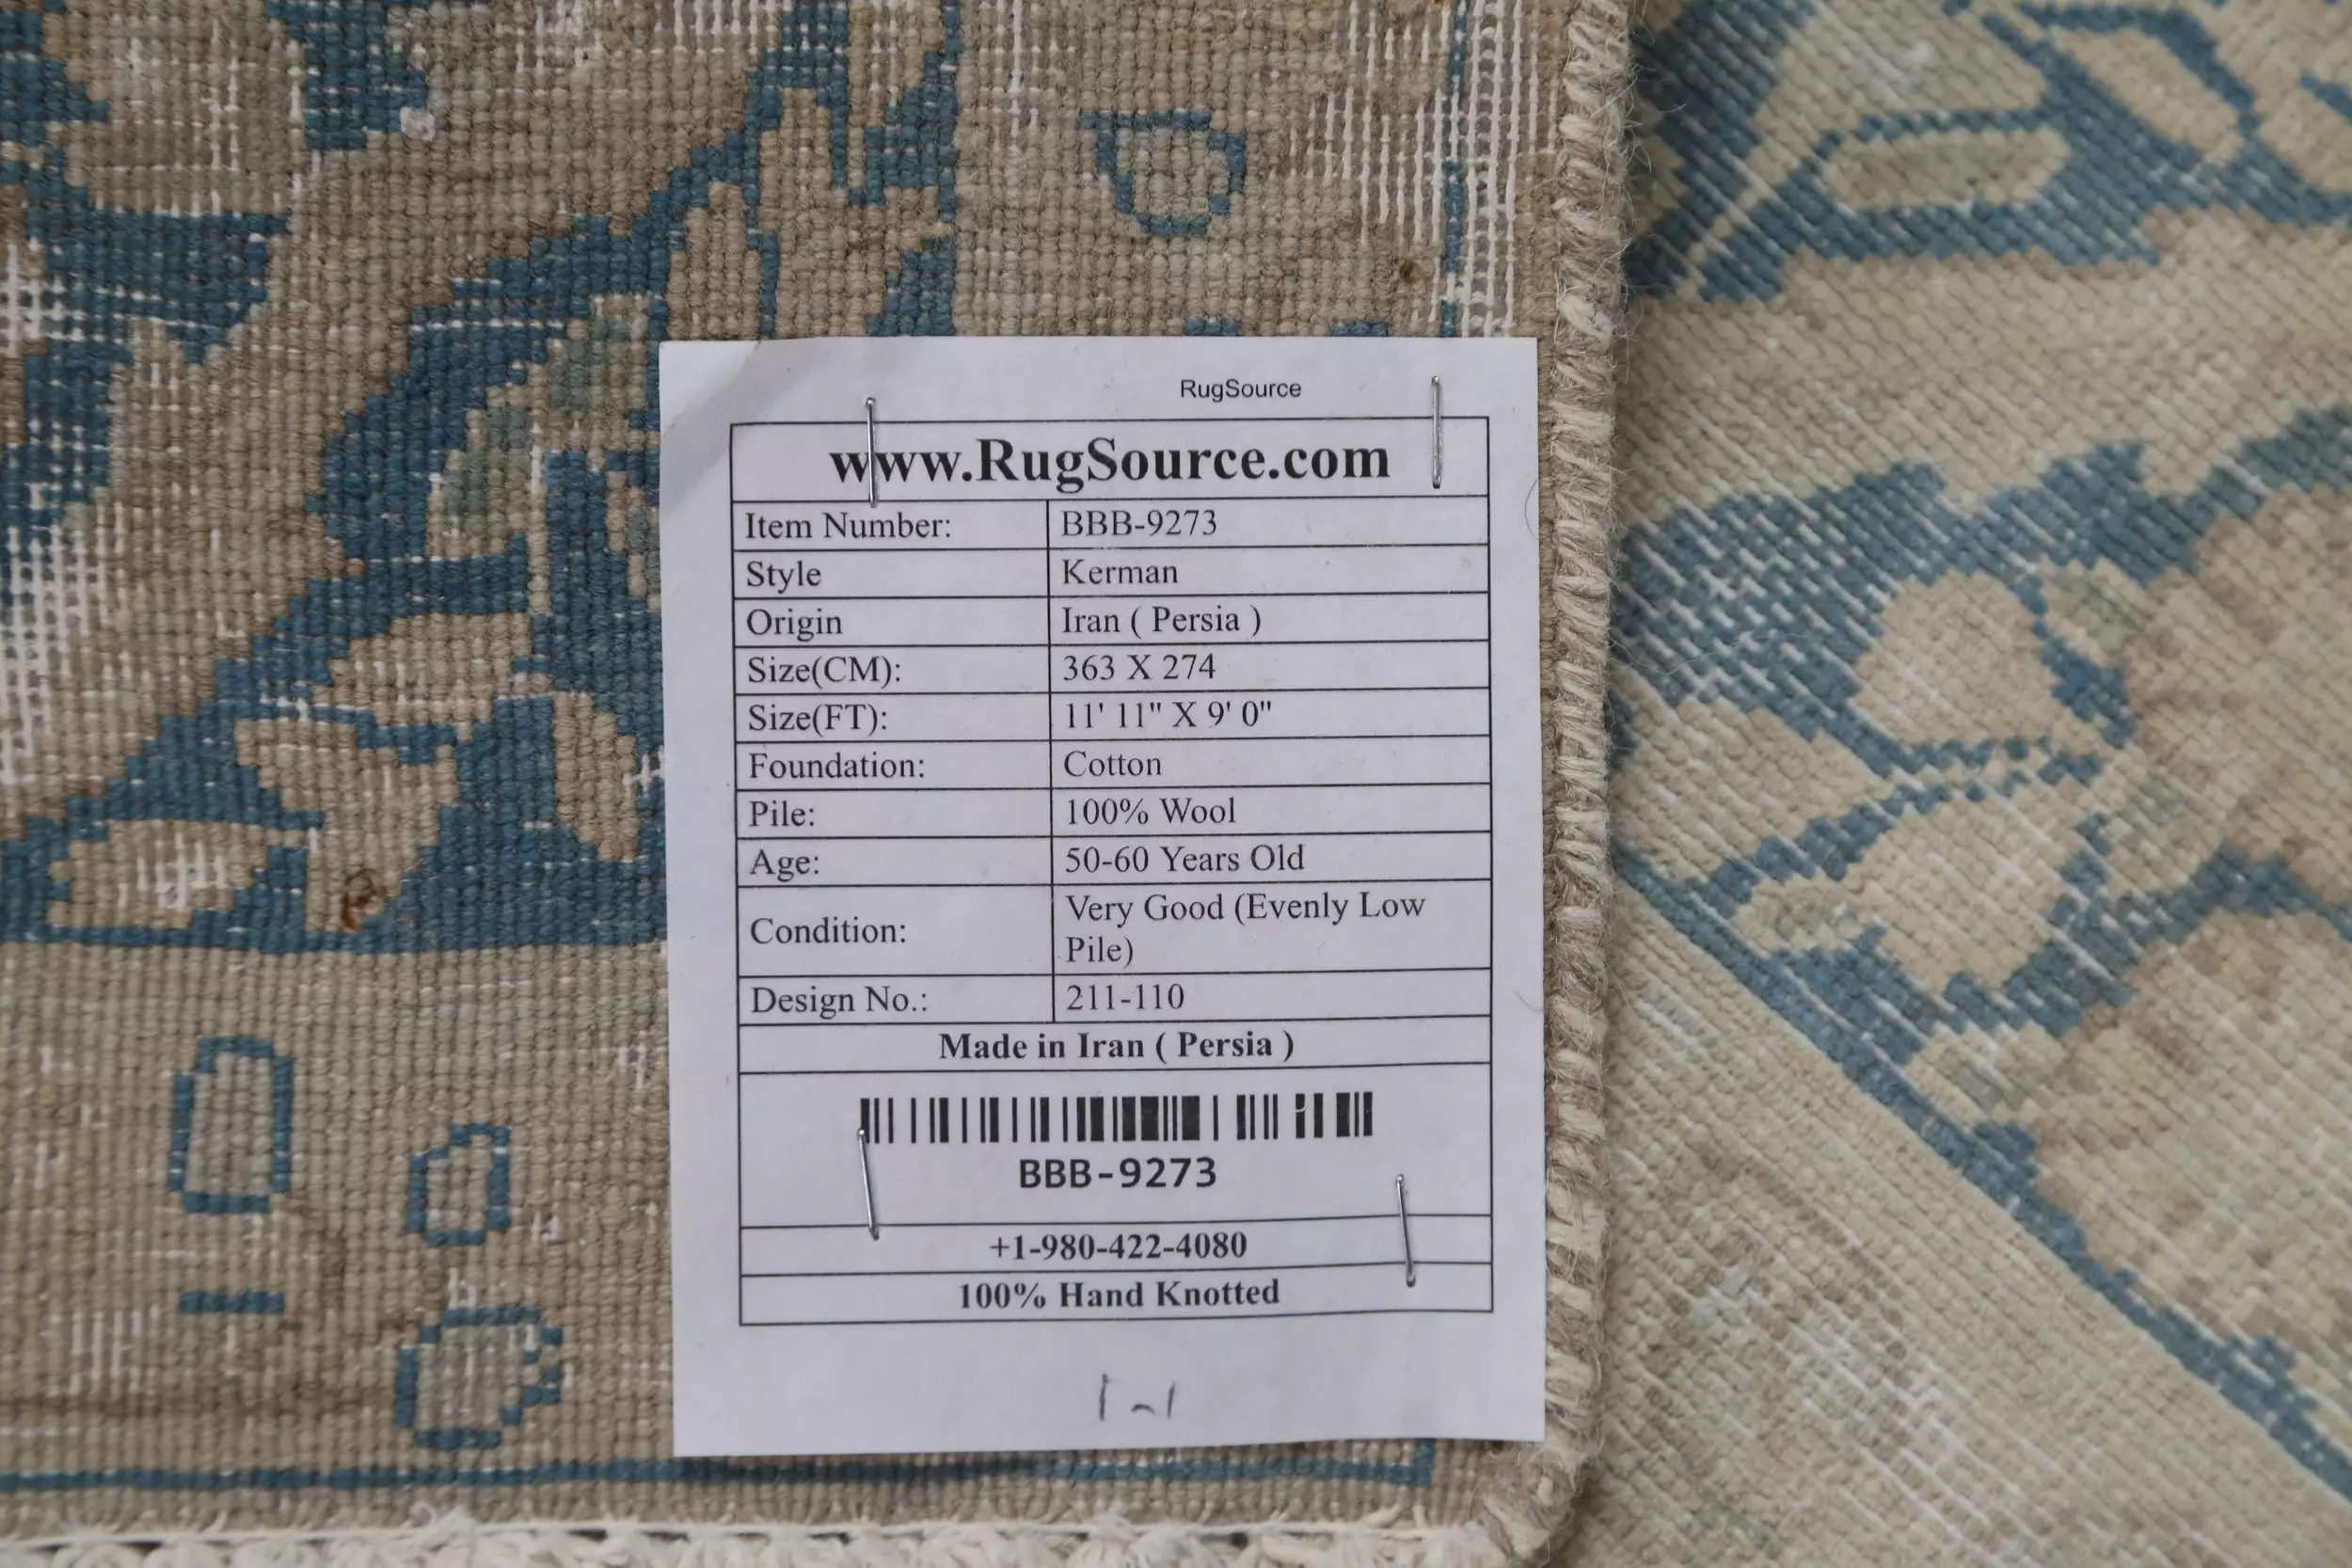 RugSource
www.RugSource.com
Item Number: BBB-9273
Style Kerman
Origin Iran ( Persia )
Size(CM): 363 X 274
Size(FT): 11' 11" X 9' 0"
Foundation: Cotton
Pile: 100% Wool
Age: 50-60 Years Old
Condition: Very Good (Evenly Low
Pile)
Design No.: 211-110
Made in Iran ( Persia )
BBB-9273
+1-980-422-4080
100% Hand Knotted
1-1